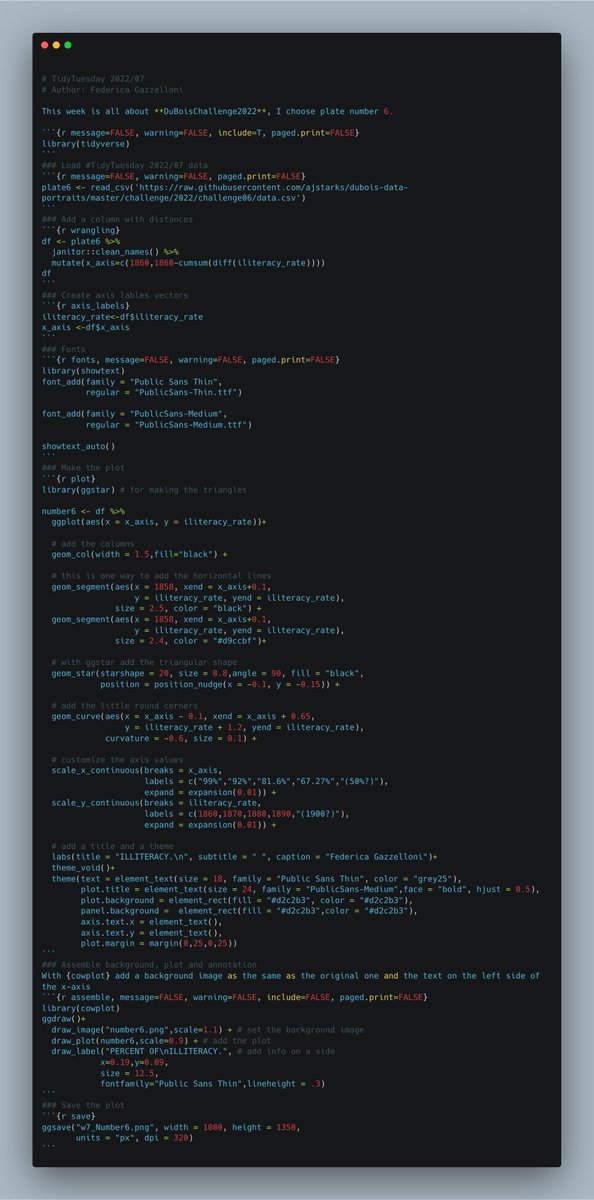 # TidyTuesday 2022/07
# Author: Federica Gazzelloni
This week is all about **DuBoisChallenge2022**, I choose plate number 6.
```{r message=FALSE, warning=FALSE, include=T, paged.print=FALSE}
library(tidyverse)
```
### Load #TidyTuesday 2022/07 data
```{r message=FALSE, warning=FALSE, paged.print=FALSE}
plate6 <- read_csv('https://raw.githubusercontent.com/ajstarks/dubois-data-
portraits/master/challenge/2022/challenge06/data.csv')
```
### Add a column with distances
```{r wrangling}
df <- plate6 %>%
  janitor::clean_names() %>%
  mutate(x_axis=c(1860,1860-cumsum(diff(iliteracy_rate))))
df
```
### Create axis lables vectors
```{r axis_labels}
iliteracy_rate<-df$iliteracy_rate
x_axis <-df$x_axis
```
### Fonts
```{r fonts, message=FALSE, warning=FALSE, paged.print=FALSE}
library(showtext)
font_add(family = "Public Sans Thin",
         regular = "PublicSans-Thin.ttf")
font_add(family = "PublicSans-Medium",
         regular = "PublicSans-Medium.ttf")
showtext_auto()
```
### Make the plot
```{r plot}
library(ggstar) # for making the triangles
number6 <- df %>%
  ggplot(aes(x = x_axis, y = iliteracy_rate))+
  # add the columns
  geom_col(width = 1.5,fill="black") +
  # this is one way to add the horizontal lines
  geom_segment(aes(x = 1858, xend = x_axis+0.1,
                   y = iliteracy_rate, yend = iliteracy_rate),
               size = 2.5, color = "black") +
  geom_segment(aes(x = 1858, xend = x_axis+0.1,
                   y = iliteracy_rate, yend = iliteracy_rate),
               size = 2.4, color = "#d9ccbf")+
  # with ggstar add the triangular shape
  geom_star(starshape = 20, size = 0.8,angle = 90, fill = "black",
            position = position_nudge(x = -0.1, y = -0.15)) +
  # add the little round corners
  geom_curve(aes(x = x_axis - 0.1, xend = x_axis + 0.65,
                 y = iliteracy_rate + 1.2, yend = iliteracy_rate),
             curvature = -0.6, size = 0.1) +
  # customize the axis values
  scale_x_continuous(breaks = x_axis,
                     labels = c("99%","92%","81.6%","67.27%","(50%?)"),
                     expand = expansion(0.01)) +
  scale_y_continuous(breaks = iliteracy_rate,
                     labels = c(1860,1870,1880,1890,"(1900?)"),
                     expand = expansion(0.01)) +
  # add a title and a theme
  labs(title = "ILLITERACY.\n", subtitle = " ", caption = "Federica Gazzelloni")+
  theme_void()+
  theme(text = element_text(size = 18, family = "Public Sans Thin", color = "grey25"),
        plot.title = element_text(size = 24, family = "PublicSans-Medium",face = "bold", hjust = 0.5),
        plot.background = element_rect(fill = "#d2c2b3", color = "#d2c2b3"),
        panel.background =  element_rect(fill = "#d2c2b3",color = "#d2c2b3"),
        axis.text.x = element_text(),
        axis.text.y = element_text(),
        plot.margin = margin(0,25,0,25))
```
### Assemble background, plot and annotation
With {cowplot} add a background image as the same as the original one and the text on the left side of
the x-axis
```{r assemble, message=FALSE, warning=FALSE, include=FALSE, paged.print=FALSE}
library(cowplot)
ggdraw()+
  draw_image("number6.png",scale=1.1) + # set the background image
  draw_plot(number6,scale=0.9) + # add the plot
  draw_label("PERCENT OF\nILLITERACY.", # add info on a side
            x=0.19,y=0.09,
            size = 12.5,
            fontfamily="Public Sans Thin",lineheight = .3)
```
### Save the plot
```{r save}
ggsave("w7_Number6.png", width = 1000, height = 1350,
       units = "px", dpi = 320)
```